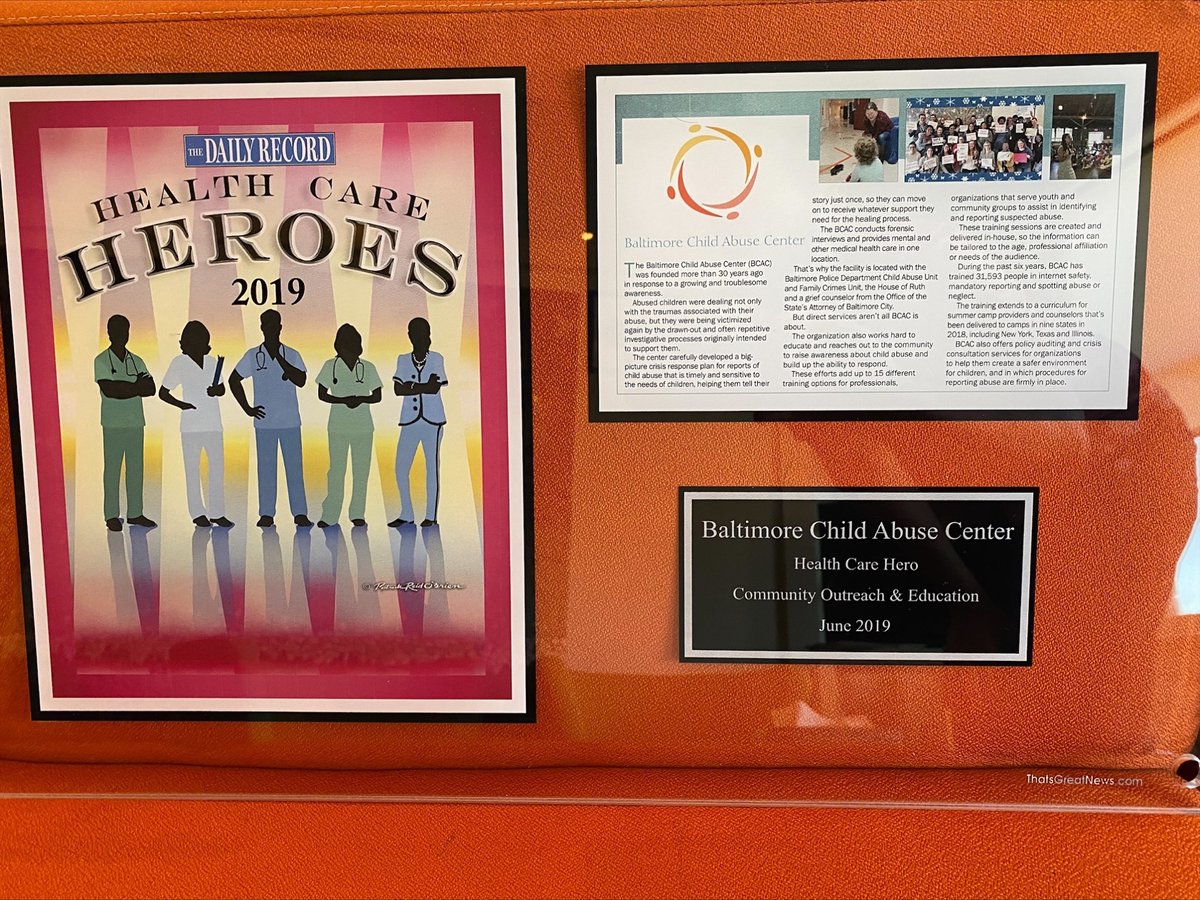 THE DAILY RECORD
HEALTH CARE
HEROES
2019
© Patrick Reid O'Brien
Baltimore Child Abuse Center
The Baltimore Child Abuse Center (BCAC)
was founded more than 30 years ago
in response to a growing and troublesome
awareness.
Abused children were dealing not only
with the traumas associated with their
abuse, but they were being victimized
again by the drawn-out and often repetitive
investigative processes originally intended
to support them.
The center carefully developed a big-
picture crisis response plan for reports of
child abuse that is timely and sensitive to
the needs of children, helping them tell their
story just once, so they can move
on to receive whatever support they
need for the healing process.
The BCAC conducts forensic
interviews and provides mental and
other medical health care in one
location.
That's why the facility is located with the
Baltimore Police Department Child Abuse Unit
and Family Crimes Unit, the House of Ruth
and a grief counselor from the Office of the
State's Attorney of Baltimore City.
But direct services aren't all BCAC is
about.
The organization also works hard to
educate and reaches out to the community
to raise awareness about child abuse and
build up the ability to respond.
These efforts add up to 15 different
training options for professionals,
organizations that serve youth and
community groups to assist in identifying
and reporting suspected abuse.
These training sessions are created and
delivered in-house, so the information can
be tailored to the age, professional affiliation
or needs of the audience.
During the past six years, BCAC has
trained 31,593 people in internet safety,
mandatory reporting and spotting abuse or
neglect.
The training extends to a curriculum for
summer camp providers and counselors that's
been delivered to camps in nine states in
2018, including New York, Texas and Illinois.
BCAC also offers policy auditing and crisis
consultation services for organizations
to help them create a safer environment
for children, and in which procedures for
reporting abuse are firmly in place.
Baltimore Child Abuse Center
Health Care Hero
Community Outreach & Education
June 2019
ThatsGreatNews.com